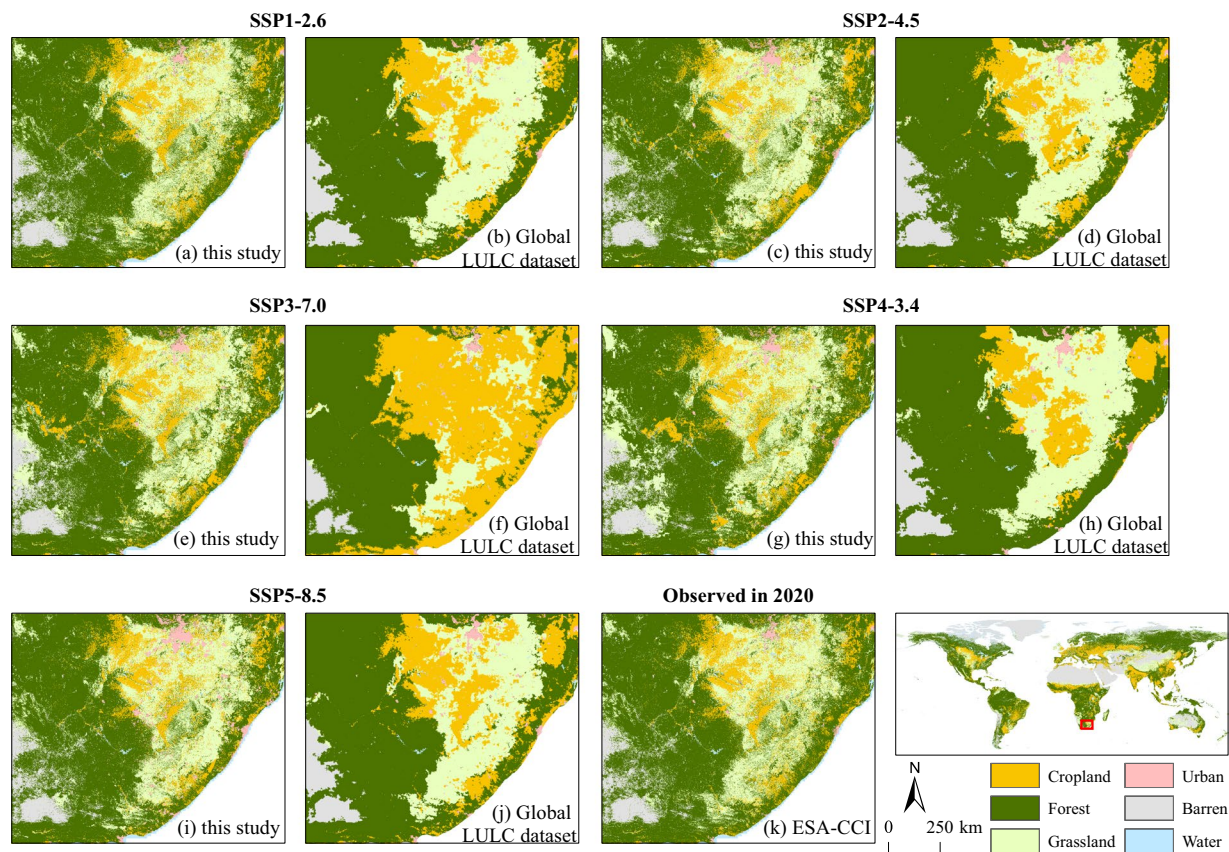 SSP1-2.6
SSP2-4.5
(a) this study
(b) Global
LULC dataset
(c) this study
(d) Global
LULC dataset
SSP3-7.0
SSP4-3.4
(e) this study
(f) Global
LULC dataset
(g) this study
(h) Global
LULC dataset
SSP5-8.5
Observed in 2020
(i) this study
(j) Global
LULC dataset
(k) ESA-CCI
N
0 250 km
Cropland
Forest
Grassland
Urban
Barren
Water